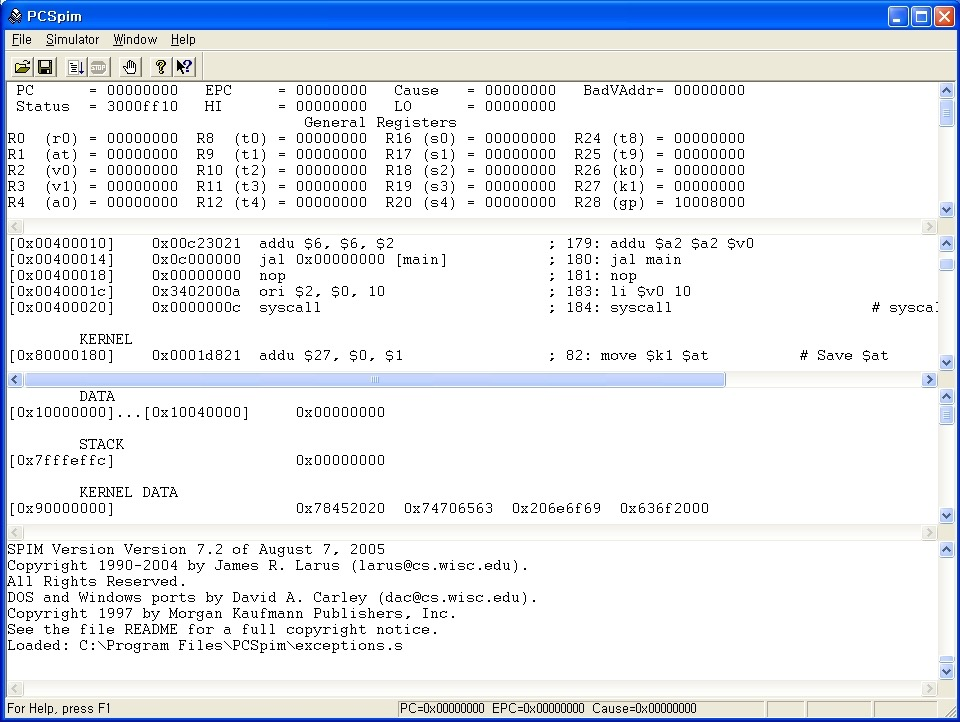 PCSpim
File Simulator Window Help
PC = 00000000 EPC = 00000000 Cause = 00000000 BadVAddr= 00000000
Status = 3000ff10 HI = 00000000 LO = 00000000
General Registers
R0 (r0) = 00000000 R8 (t0) = 00000000 R16 (s0) = 00000000 R24 (t8) = 00000000
R1 (at) = 00000000 R9 (t1) = 00000000 R17 (s1) = 00000000 R25 (t9) = 00000000
R2 (v0) = 00000000 R10 (t2) = 00000000 R18 (s2) = 00000000 R26 (k0) = 00000000
R3 (v1) = 00000000 R11 (t3) = 00000000 R19 (s3) = 00000000 R27 (k1) = 00000000
R4 (a0) = 00000000 R12 (t4) = 00000000 R20 (s4) = 00000000 R28 (gp) = 10008000
[0x00400010] 0x00c23021 addu $6, $6, $2 ; 179: addu $a2 $a2 $v0
[0x00400014] 0x0c000000 jal 0x00000000 [main] ; 180: jal main
[0x00400018] 0x00000000 nop ; 181: nop
[0x0040001c] 0x3402000a ori $2, $0, 10 ; 183: li $v0 10
[0x00400020] 0x0000000c syscall ; 184: syscall # syscal
KERNEL
[0x80000180] 0x0001d821 addu $27, $0, $1 ; 82: move $k1 $at # Save $at
DATA
[0x10000000]...[0x10040000] 0x00000000
STACK
[0x7fffeffc] 0x00000000
KERNEL DATA
[0x90000000] 0x78452020 0x74706563 0x206e6f69 0x636f2000
SPIM Version Version 7.2 of August 7, 2005
Copyright 1990-2004 by James R. Larus (larus@cs.wisc.edu).
All Rights Reserved.
DOS and Windows ports by David A. Carley (dac@cs.wisc.edu).
Copyright 1997 by Morgan Kaufmann Publishers, Inc.
See the file README for a full copyright notice.
Loaded: C:\Program Files\PCSpim\exceptions.s
For Help, press F1 PC=0x00000000 EPC=0x00000000 Cause=0x00000000